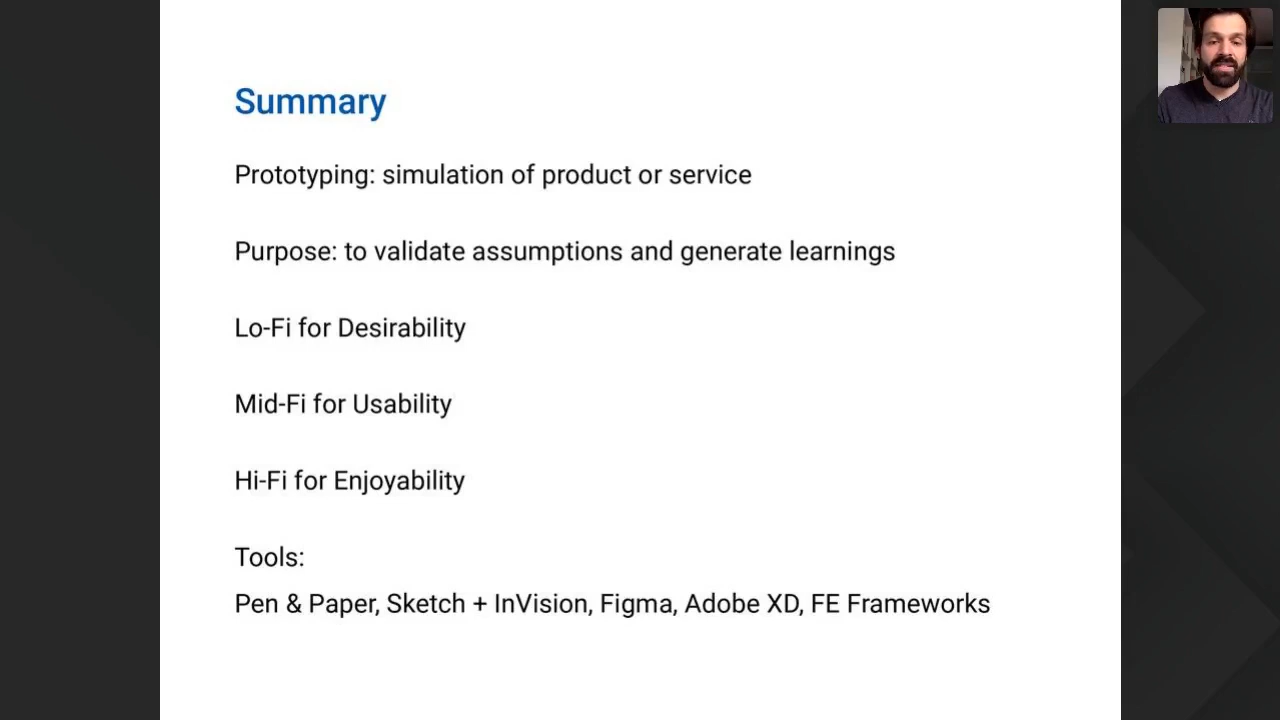 Summary
Prototyping: simulation of product or service
Purpose: to validate assumptions and generate learnings
Lo-Fi for Desirability
Mid-Fi for Usability
Hi-Fi for Enjoyability
Tools:
Pen & Paper, Sketch + InVision, Figma, Adobe XD, FE Frameworks